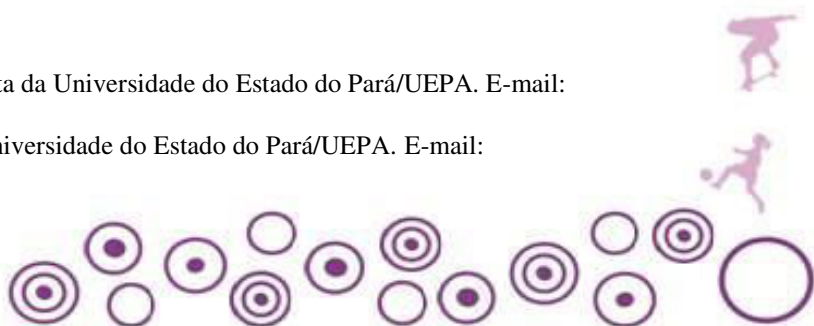 ta da Universidade do Estado do Pará/UEPA. E-mail:
niversidade do Estado do Pará/UEPA. E-mail: